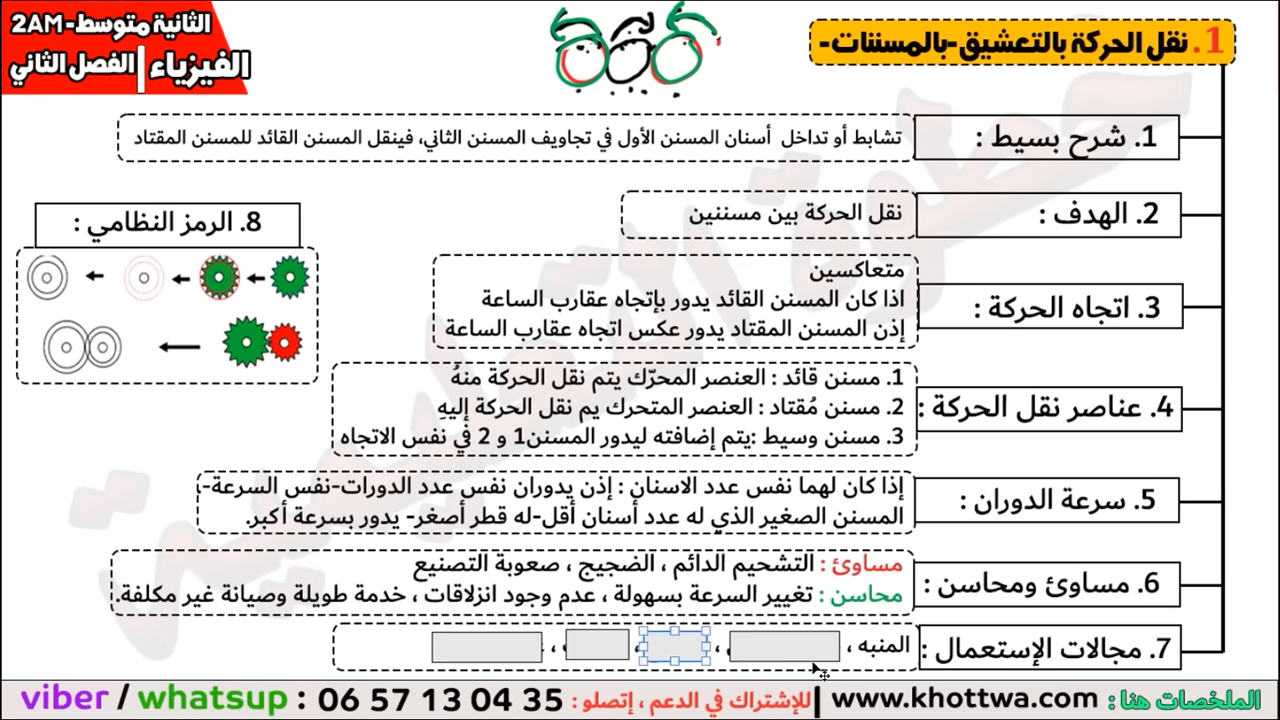 الثانية متوسط-2AM
الفيزياء | الفصل الثاني
1. نقل الحركة بالتعشيق-بالمسننات-
1. شرح بسيط :
تشابط أو تداخل أسنان المسنن الأول في تجاويف المسنن الثاني، فينقل المسنن القائد للمسنن المقتاد
2. الهدف :
نقل الحركة بين مسننين
3. اتجاه الحركة :
متعاكسين
اذا كان المسنن القائد يدور بإتجاه عقارب الساعة
إذن المسنن المقتاد يدور عكس اتجاه عقارب الساعة
4. عناصر نقل الحركة :
1. مسنن قائد : العنصر المحرّك يتم نقل الحركة منهُ
2. مسنن مُقتاد : العنصر المتحرك يم نقل الحركة إليهِ
3. مسنن وسيط :يتم إضافته ليدور المسنن1 و 2 في نفس الاتجاه
5. سرعة الدوران :
إذا كان لهما نفس عدد الاسنان : إذن يدوران نفس عدد الدورات-نفس السرعة-
المسنن الصغير الذي له عدد أسنان أقل-له قطر أصغر- يدور بسرعة أكبر.
6. مساوئ ومحاسن :
مساوئ : التشحيم الدائم ، الضجيج ، صعوبة التصنيع
محاسن : تغيير السرعة بسهولة ، عدم وجود انزلاقات ، خدمة طويلة وصيانة غير مكلفة.
7. مجالات الإستعمال :
المنبه ،
8. الرمز النظامي :
الملخصات هنا : www.khottwa.com | للإشتراك في الدعم ، إتصلو : viber / whatsup : 06 57 13 04 35